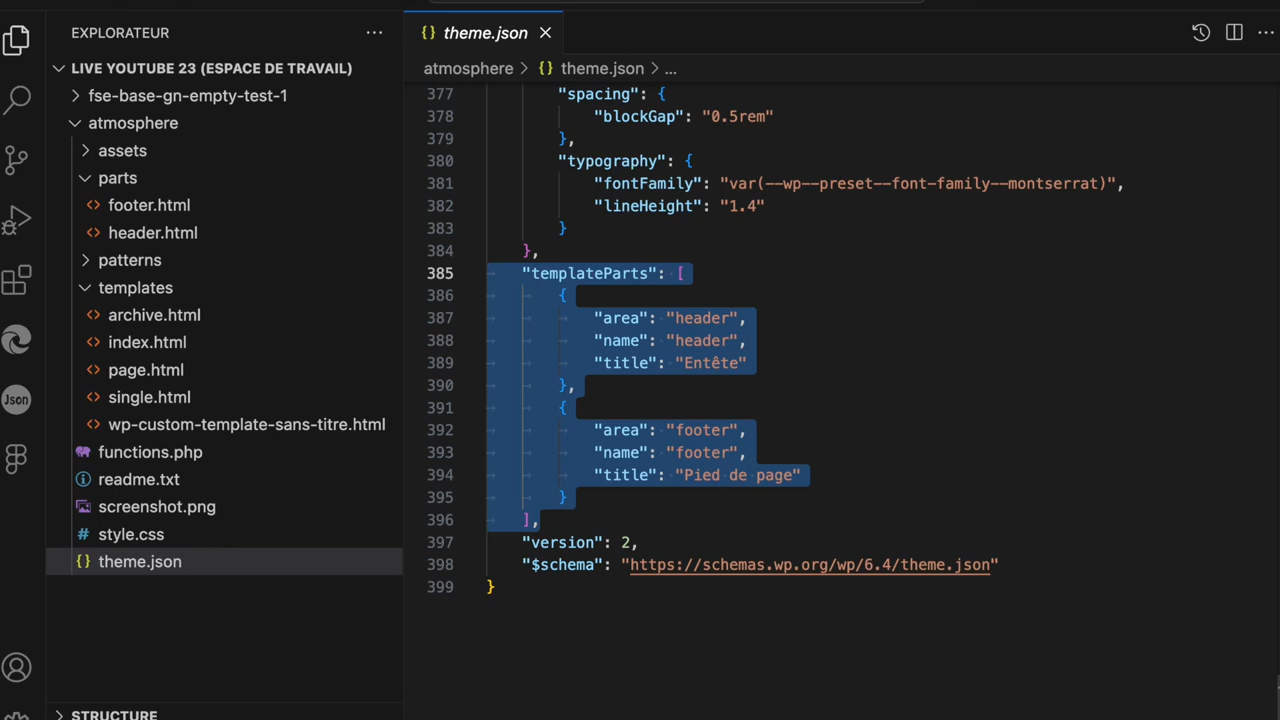 EXPLORATEUR
LIVE YOUTUBE 23 (ESPACE DE TRAVAIL)
fse-base-gn-empty-test-1
atmosphere
assets
parts
footer.html
header.html
patterns
templates
archive.html
index.html
page.html
single.html
wp-custom-template-sans-titre.html
functions.php
readme.txt
screenshot.png
style.css
theme.json
STRUCTURE
Json
{} theme.json
atmosphere > {} theme.json > ...
377 "spacing": {
378 "blockGap": "0.5rem"
379 },
380 "typography": {
381 "fontFamily": "var(--wp--preset--font-family--montserrat)",
382 "lineHeight": "1.4"
383 }
384 },
385 "templateParts": [
386 {
387 "area": "header",
388 "name": "header",
389 "title": "Entête"
390 },
391 {
392 "area": "footer",
393 "name": "footer",
394 "title": "Pied de page"
395 }
396 ],
397 "version": 2,
398 "$schema": "https://schemas.wp.org/wp/6.4/theme.json"
399 }